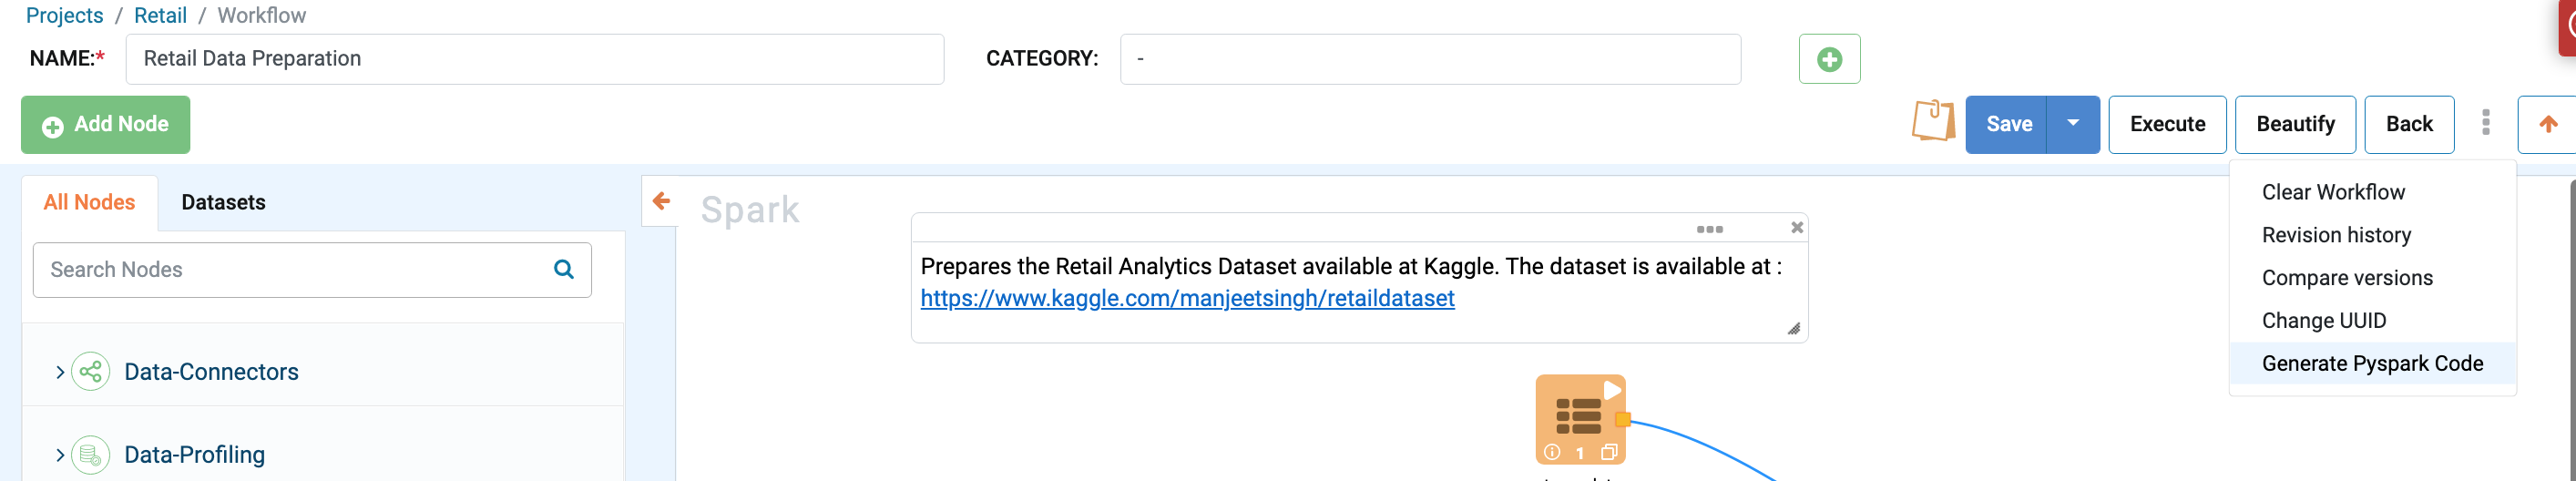 Projects / Retail / Workflow
NAME:* Retail Data Preparation CATEGORY: -
Add Node Save Execute Beautify Back
All Nodes Datasets
Search Nodes
Data-Connectors
Data-Profiling
Spark
Prepares the Retail Analytics Dataset available at Kaggle. The dataset is available at :
https://www.kaggle.com/manjeetsingh/retaildataset
1
Clear Workflow
Revision history
Compare versions
Change UUID
Generate Pyspark Code